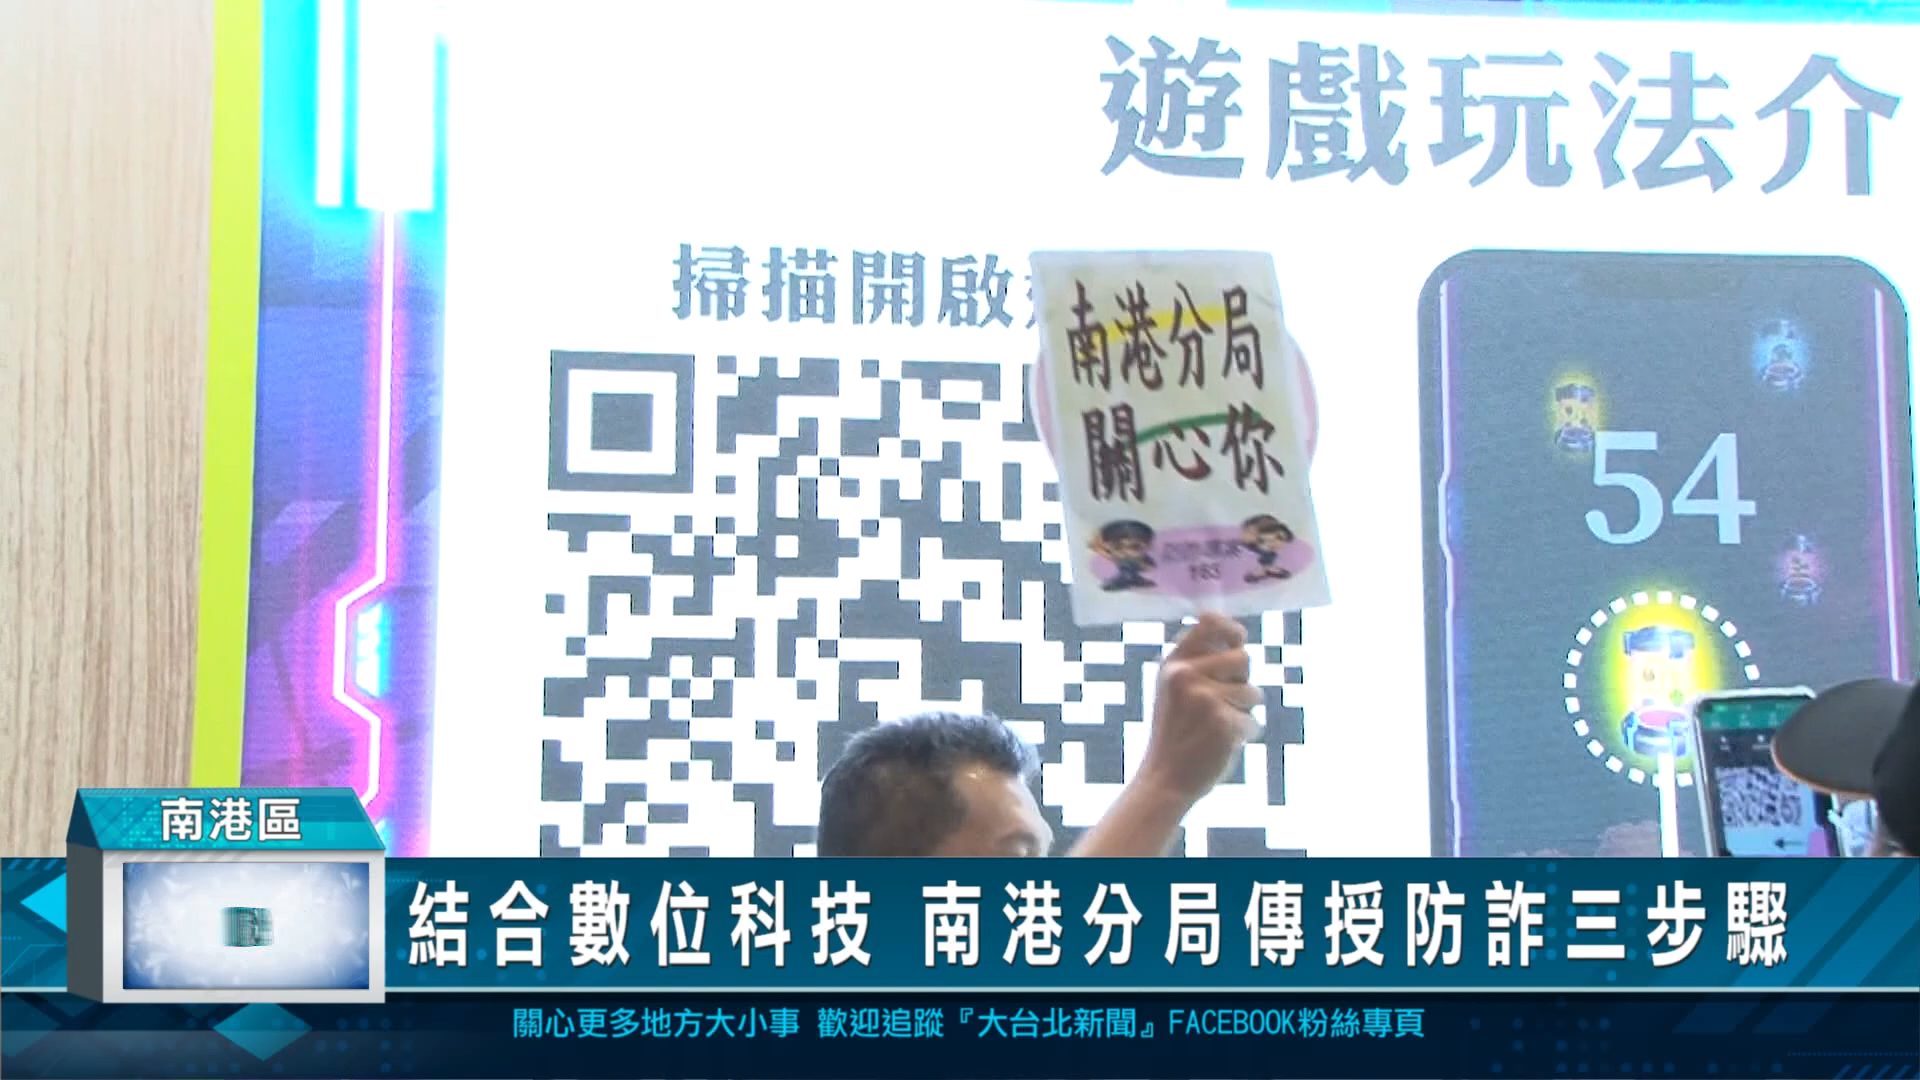 遊戲玩法介
掃描開啟
南港分局
關心你
165
54
南港區
結合數位科技 南港分局傳授防詐三步驟
關心更多地方大小事 歡迎追蹤『大台北新聞』FACEBOOK粉絲專頁